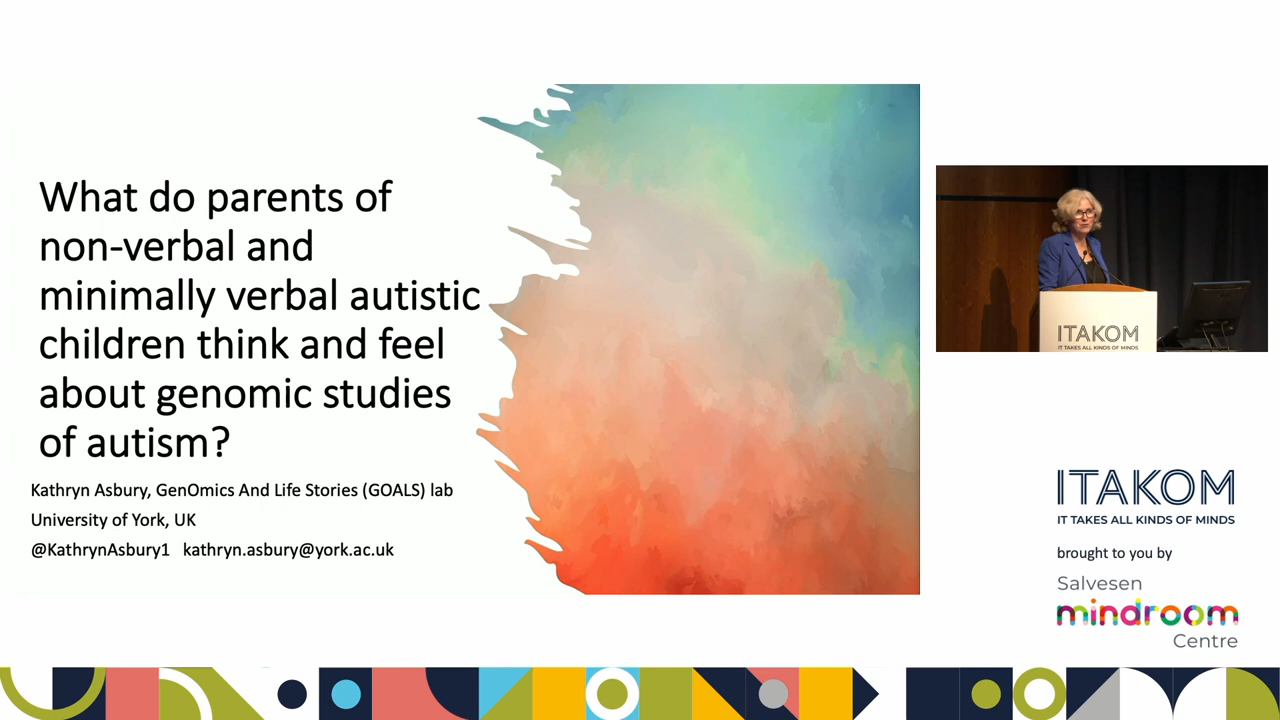 What do parents of
non-verbal and
minimally verbal autistic
children think and feel
about genomic studies
of autism?
Kathryn Asbury, GenOmics And Life Stories (GOALS) lab
University of York, UK
@KathrynAsbury1 kathryn.asbury@york.ac.uk
ITAKOM
IT TAKES ALL KINDS OF MINDS
ITAKOM
IT TAKES ALL KINDS OF MINDS
brought to you by
Salvesen
mindroom
Centre